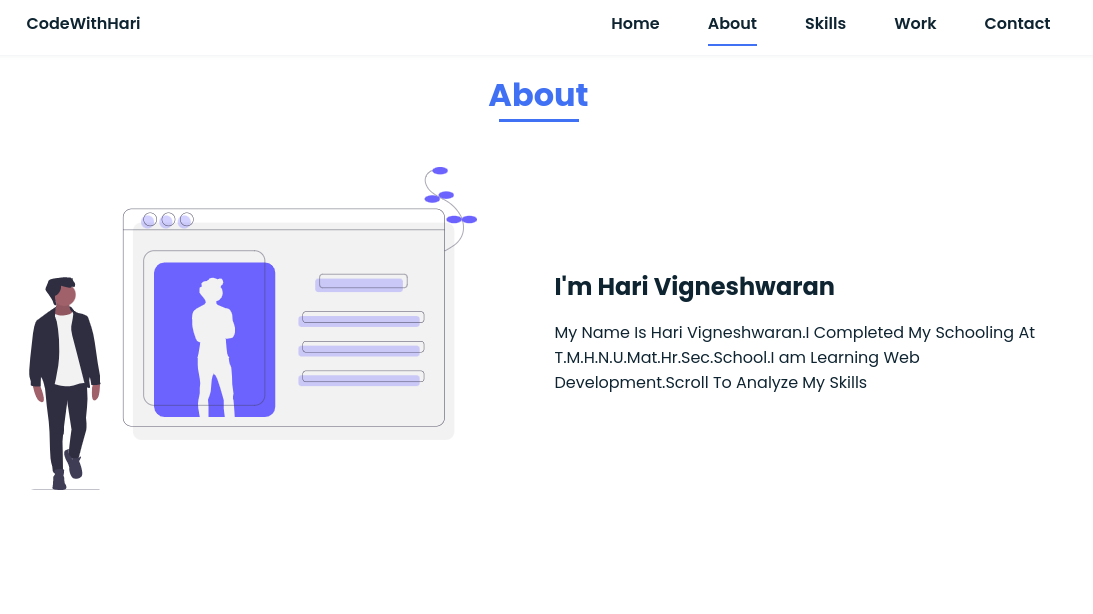 CodeWithHari
Home About Skills Work Contact
About
I'm Hari Vigneshwaran
My Name Is Hari Vigneshwaran.I Completed My Schooling At
T.M.H.N.U.Mat.Hr.Sec.School.I am Learning Web
Development.Scroll To Analyze My Skills